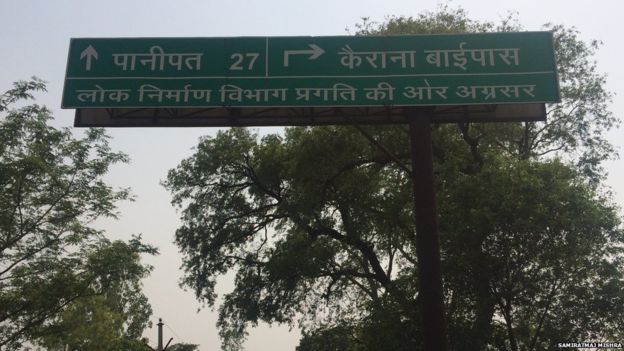 पानीपत 27 कैराना बाईपास
लोक निर्माण विभाग प्रगति की ओर अग्रसर
SAMIRATMAJ MISHRA